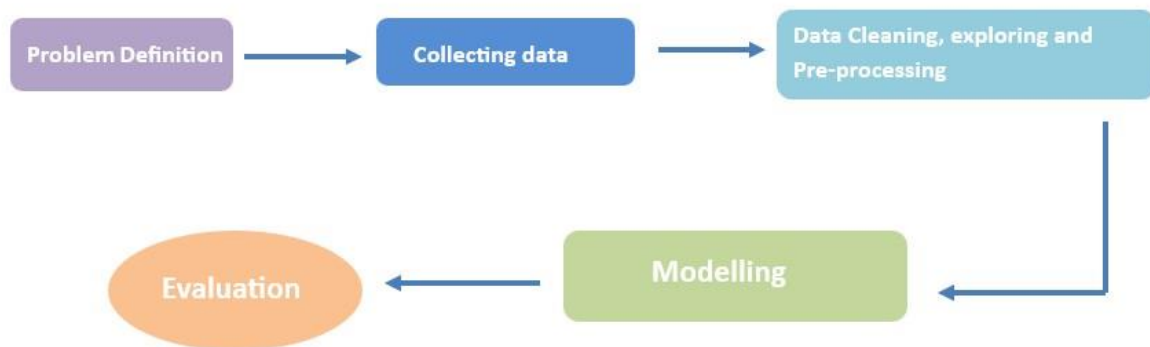 Problem Definition
Collecting data
Data Cleaning, exploring and
Pre-processing
Modelling
Evaluation